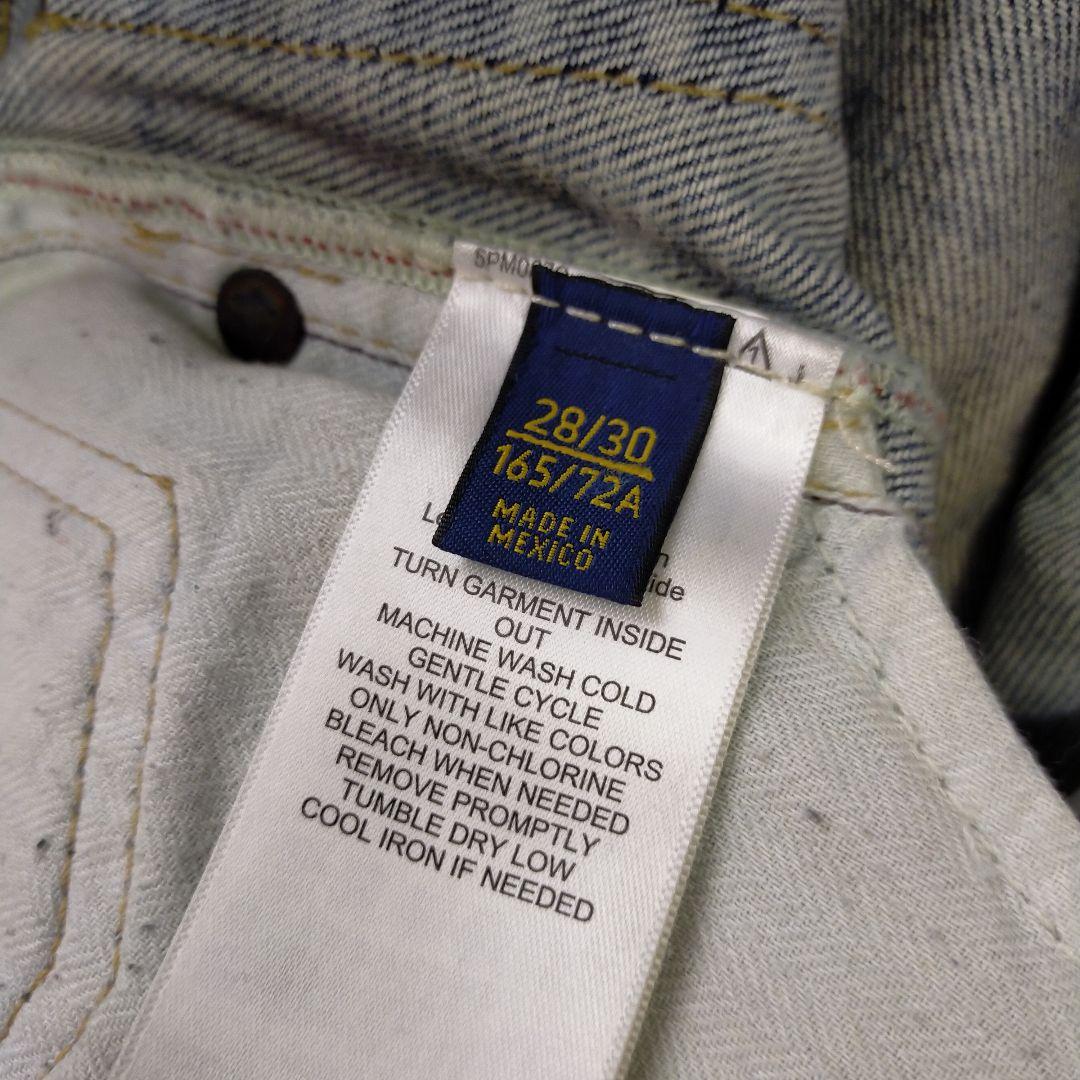 28/30
165/72A
MADE IN
MEXICO
TURN GARMENT INSIDE
OUT
MACHINE WASH COLD
GENTLE CYCLE
WASH WITH LIKE COLORS
ONLY NON-CHLORINE
BLEACH WHEN NEEDED
REMOVE PROMPTLY
TUMBLE DRY LOW
COOL IRON IF NEEDED